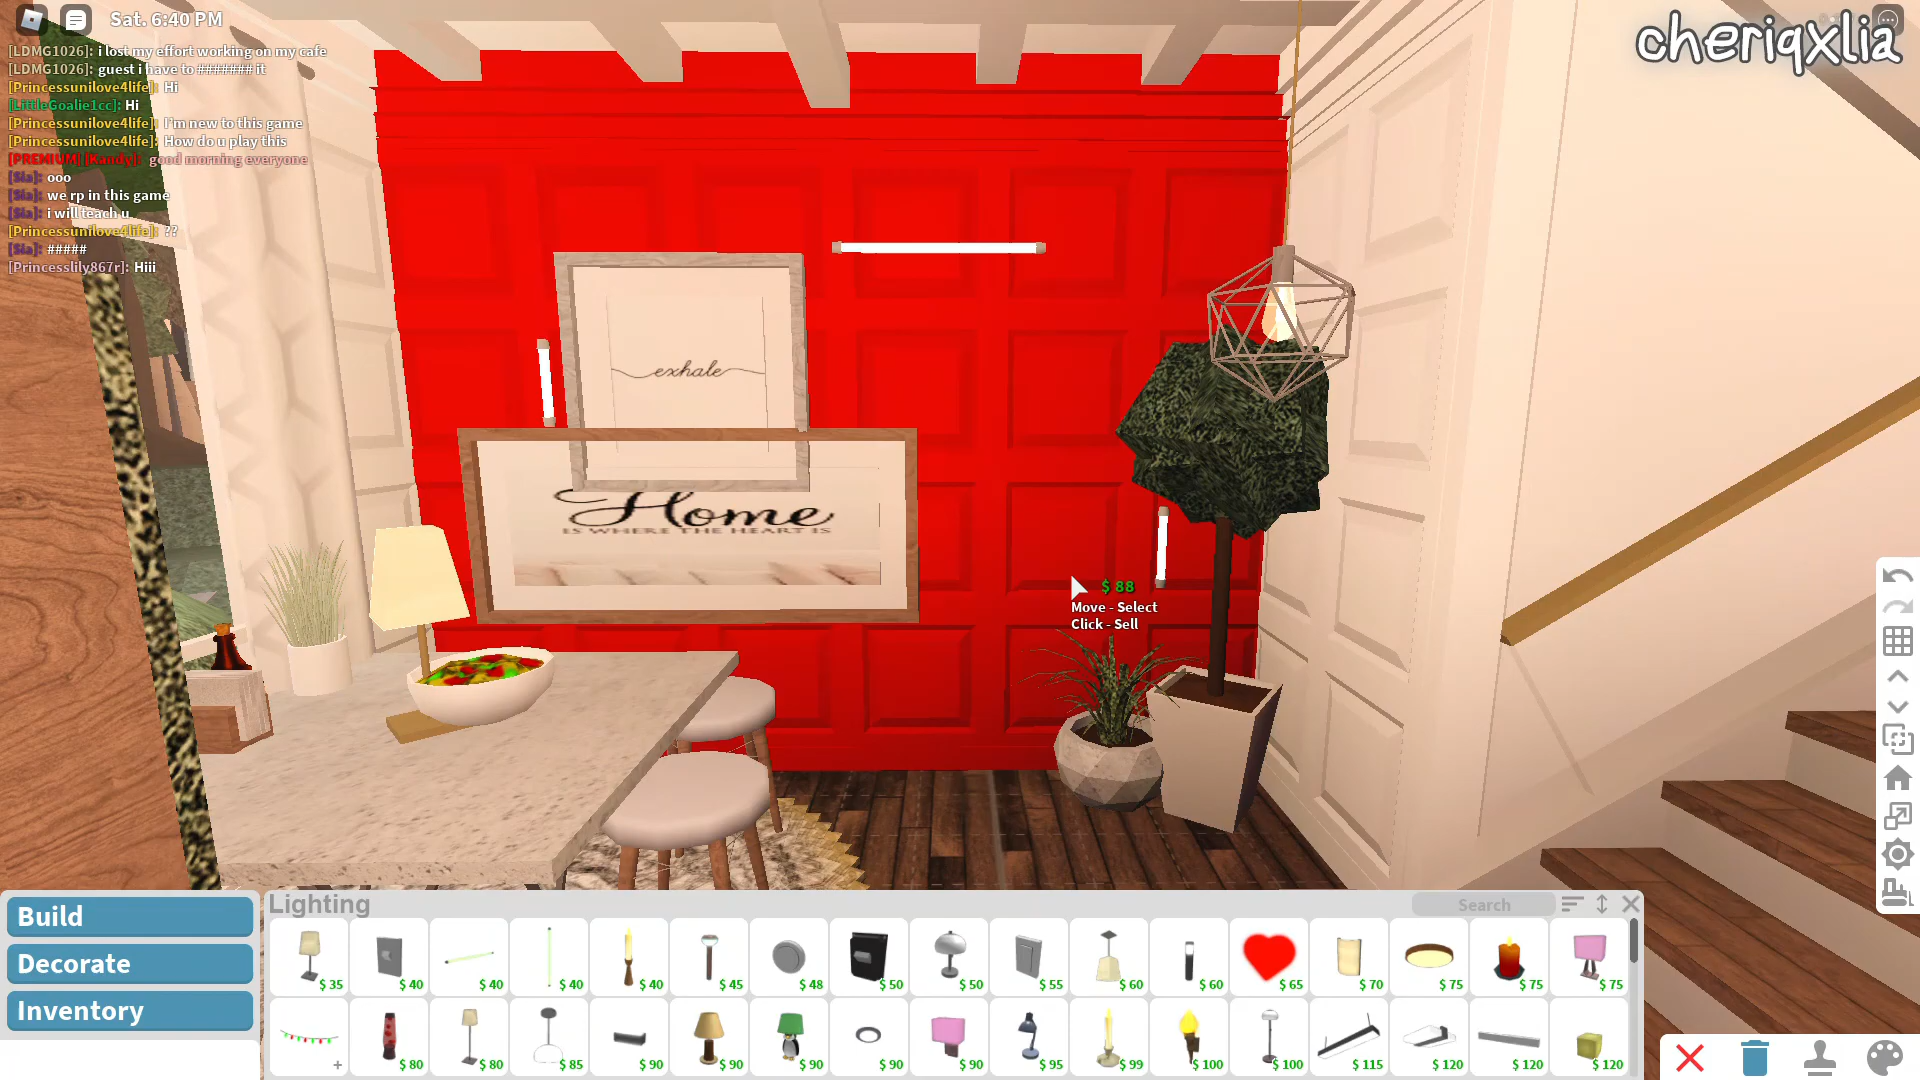 Sat. 6:40 PM
cheriqxlia
[LDMG1026]: i lost my effort working on my cafe
[LDMG1026]: guest i have to ####### it
[Princessunilove4life]: Hi
[LittleGoalie1cc]: Hi
[Princessunilove4life]: I'm new to this game
[Princessunilove4life]: How do u play this
[PREMIUM][Kandy]: good morning everyone
[Sia]: ooo
[Sia]: we rp in this game
[Sia]: i will teach u
[Princessunilove4life]: ??
[Sia]: #####
[Princesslily867r]: Hiii
exhale
Home
IS WHERE THE HEART IS
$ 88
Move - Select
Click - Sell
Build
Decorate
Inventory
Lighting
Search
$ 35 $ 40 $ 40 $ 40 $ 40 $ 45 $ 48 $ 50 $ 50 $ 55 $ 60 $ 60 $ 65 $ 70 $ 75 $ 75 $ 75
+ $ 80 $ 80 $ 85 $ 90 $ 90 $ 90 $ 90 $ 90 $ 95 $ 99 $ 100 $ 100 $ 115 $ 120 $ 120 $ 120